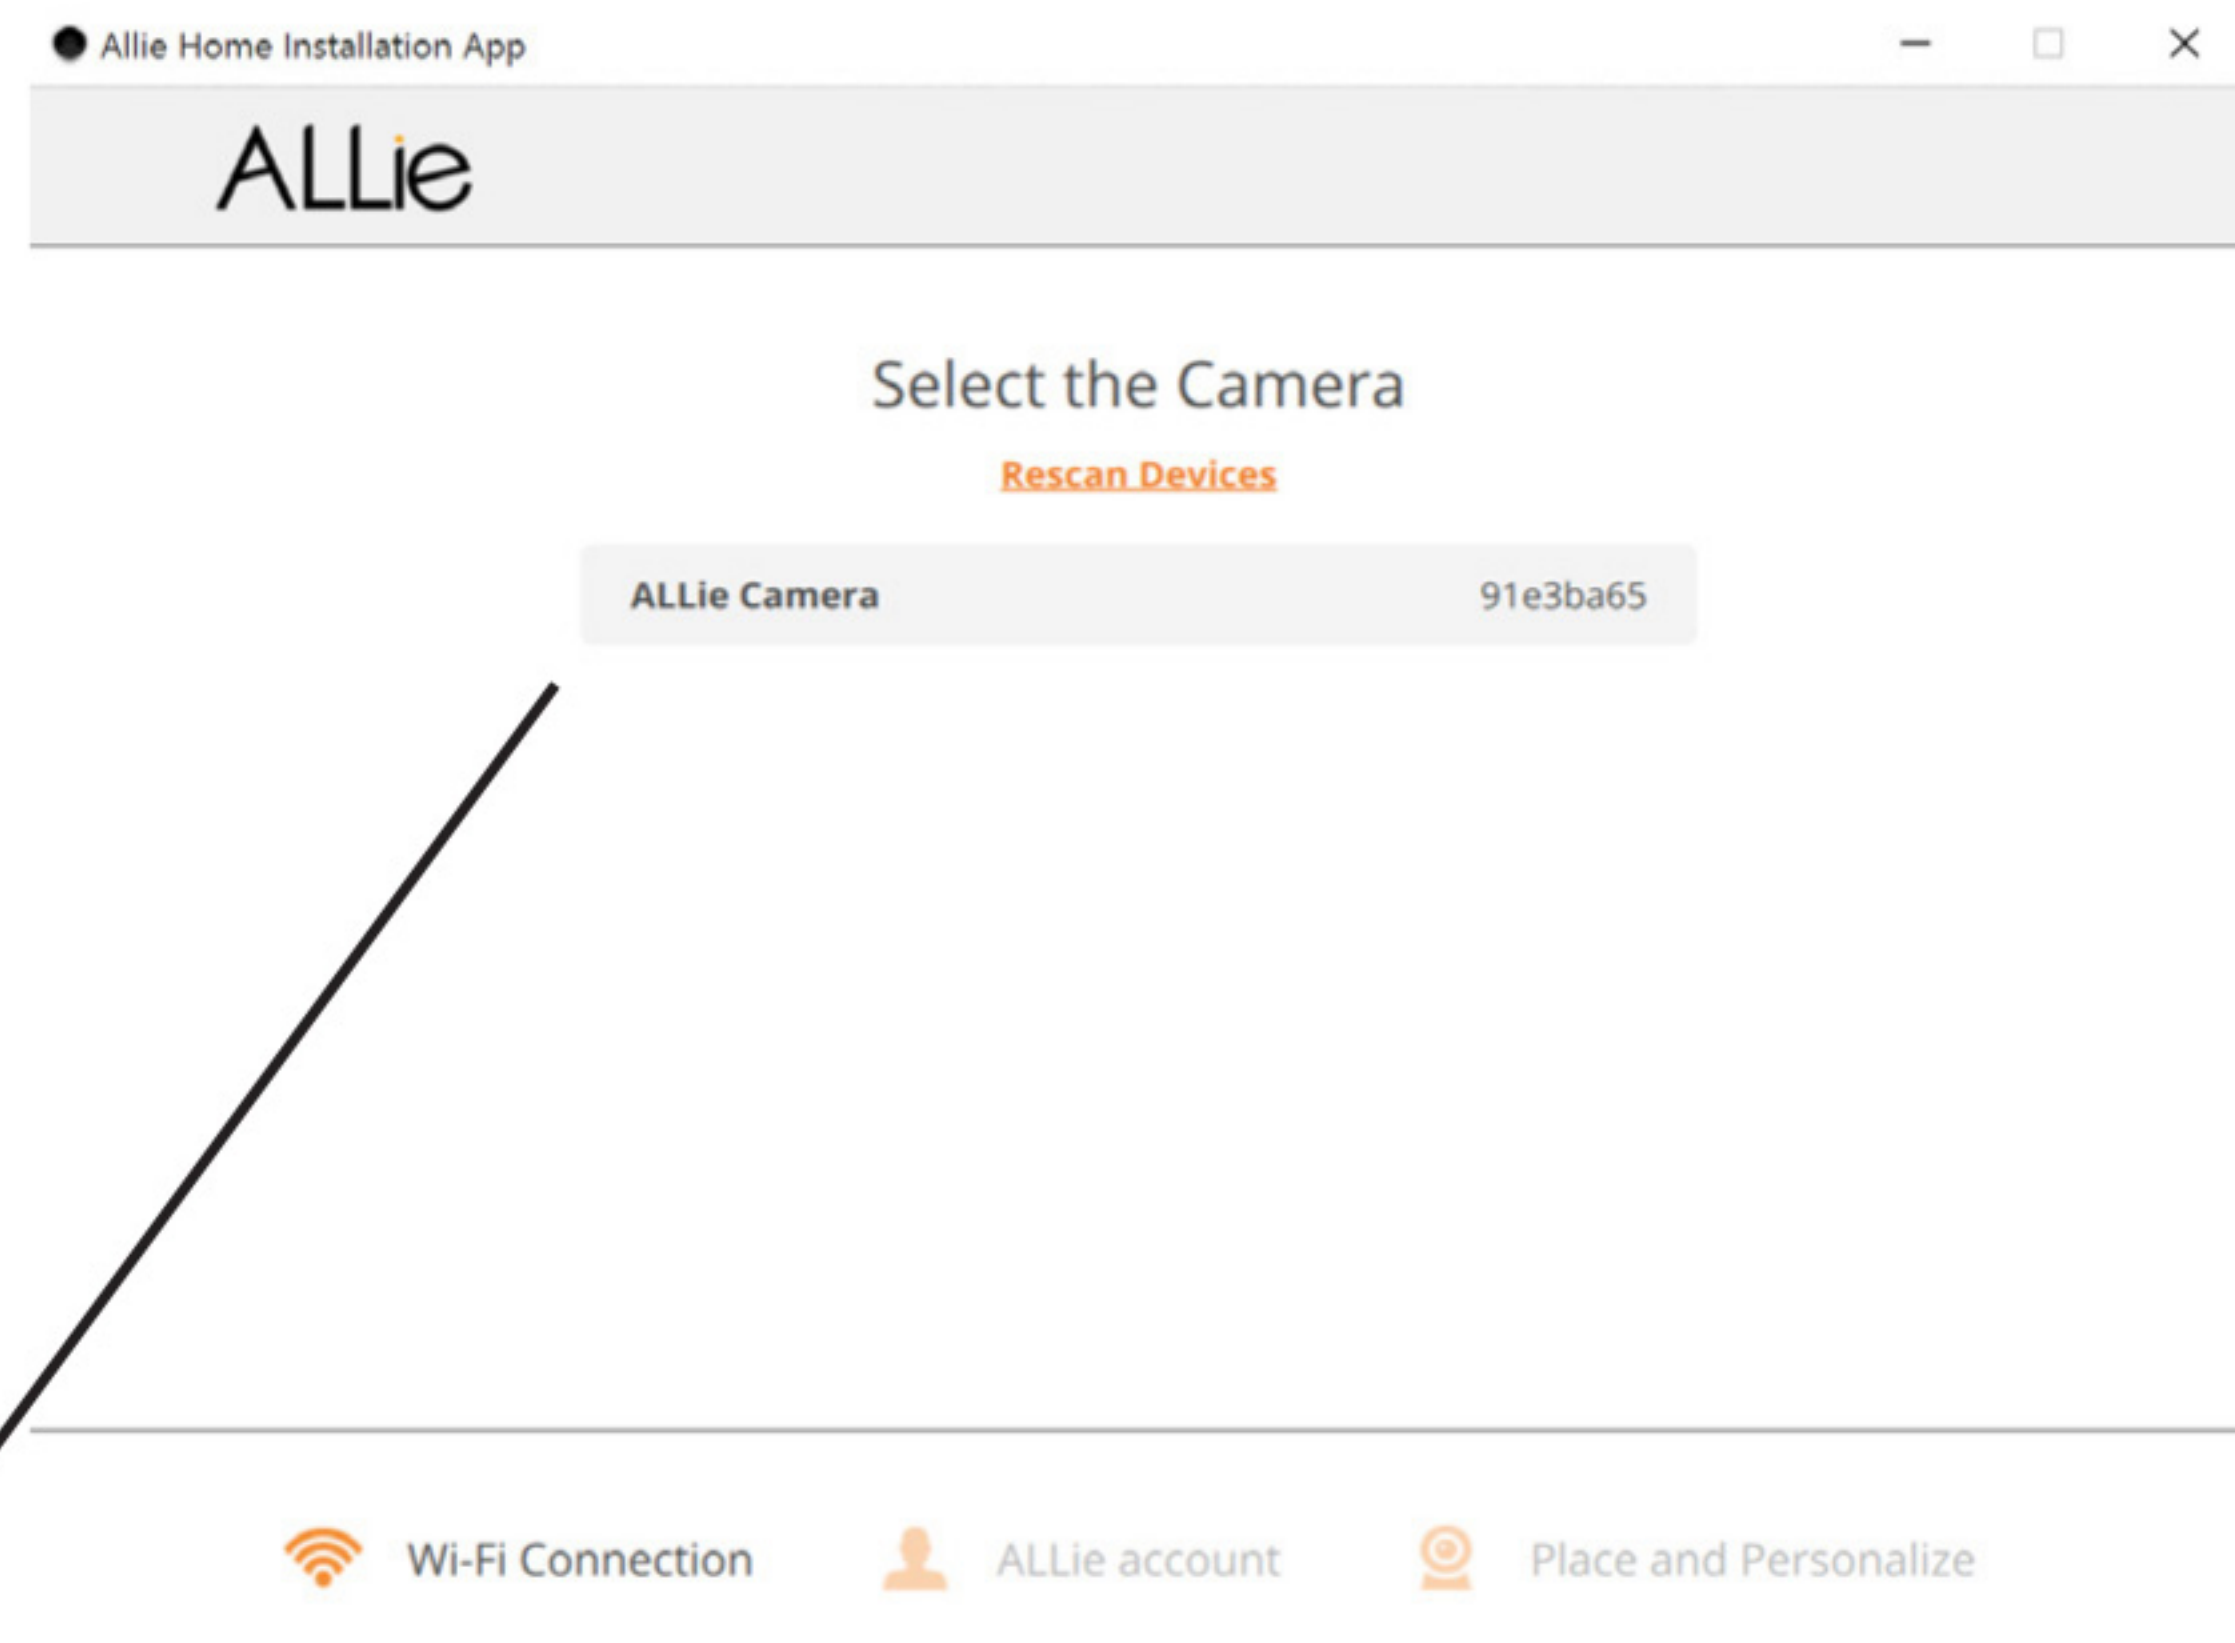 Allie Home Installation App
ALLie
Select the Camera
Rescan Devices
ALLie Camera 91e3ba65
Wi-Fi Connection ALLie account Place and Personalize